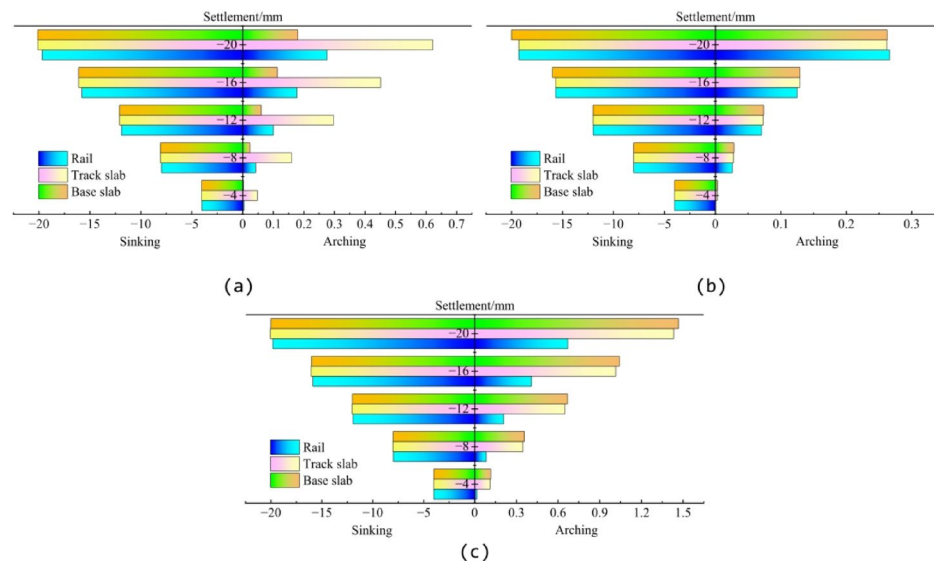 Settlement/mm
−20
−16
−12
−8
−4
Rail
Track slab
Base slab
−20 −15 −10 −5 0 0.1 0.2 0.3 0.4 0.5 0.6 0.7
Sinking Arching
(a)
Settlement/mm
−20
−16
−12
−8
−4
Rail
Track slab
Base slab
−20 −15 −10 −5 0 0.1 0.2 0.3
Sinking Arching
(b)
Settlement/mm
−20
−16
−12
−8
−4
Rail
Track slab
Base slab
−20 −15 −10 −5 0 0.3 0.6 0.9 1.2 1.5
Sinking Arching
(c)